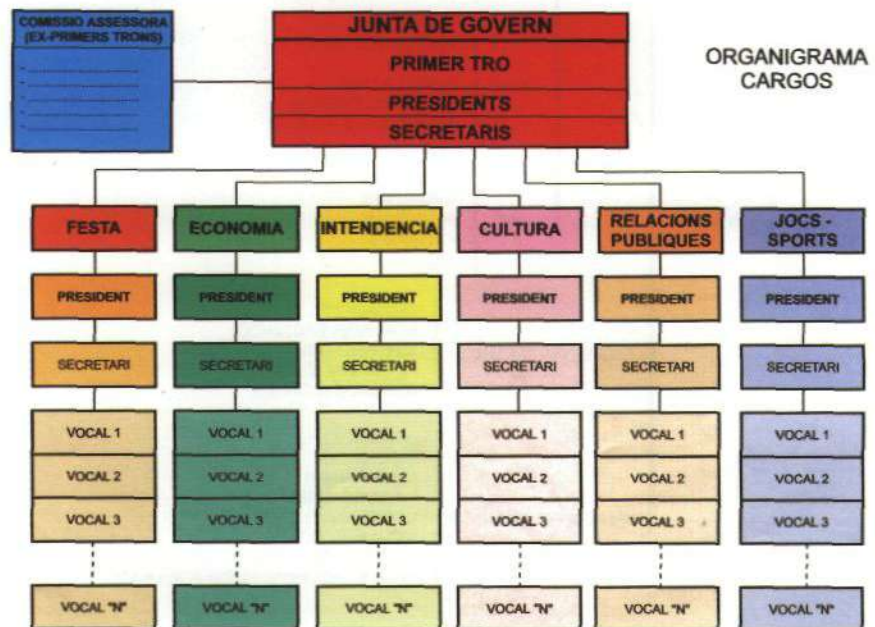 COMISSIO ASSESSORA
(EX-PRIMERS TRONS)
JUNTA DE GOVERN
PRIMER TRO
PRESIDENTS
SECRETARIS
ORGANIGRAMA
CARGOS
FESTA
ECONOMIA
INTENDENCIA
CULTURA
RELACIONS
PUBLIQUES
JOCS -
SPORTS
PRESIDENT
PRESIDENT
PRESIDENT
PRESIDENT
PRESIDENT
PRESIDENT
SECRETARI
SECRETARI
SECRETARI
SECRETARI
SECRETARI
SECRETARI
VOCAL 1
VOCAL 1
VOCAL 1
VOCAL 1
VOCAL 1
VOCAL 1
VOCAL 2
VOCAL 2
VOCAL 2
VOCAL 2
VOCAL 2
VOCAL 2
VOCAL 3
VOCAL 3
VOCAL 3
VOCAL 3
VOCAL 3
VOCAL 3
VOCAL "N"
VOCAL "N"
VOCAL "N"
VOCAL "N"
VOCAL "N"
VOCAL "N"